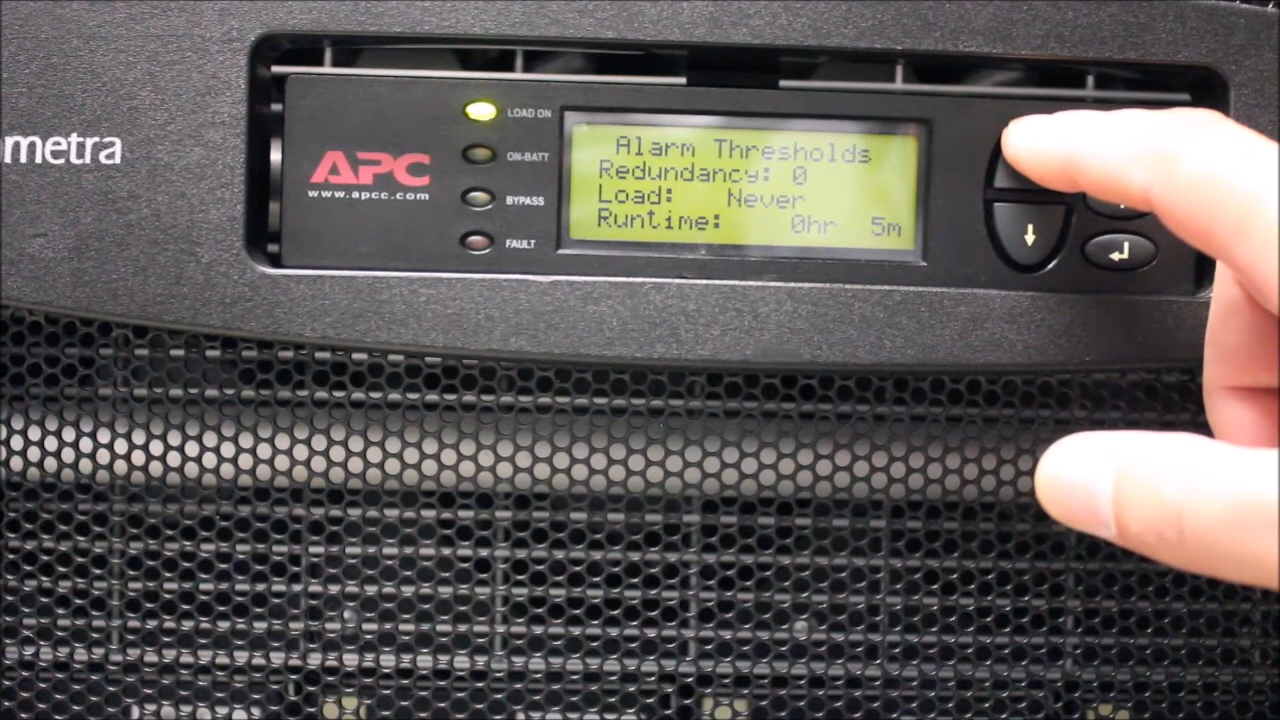 ametra
APC
www.apcc.com
LOAD ON
ON-BATT
BYPASS
FAULT
Alarm Thresholds
Redundancy: 0
Load: Never
Runtime: 0hr 5m